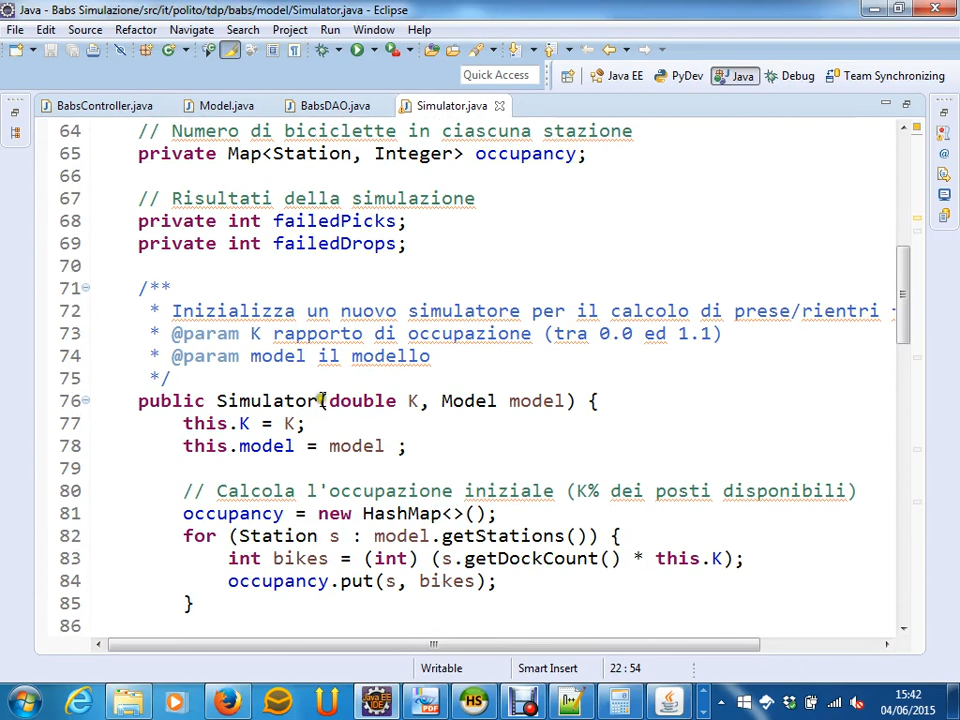 Java - Babs Simulazione/src/it/polito/tdp/babs/model/Simulator.java - Eclipse
File Edit Source Refactor Navigate Search Project Run Window Help
Quick Access Java EE PyDev Java Debug Team Synchronizing
BabsController.java Model.java BabsDAO.java Simulator.java
64 // Numero di biciclette in ciascuna stazione
65 private Map<Station, Integer> occupancy;
66
67 // Risultati della simulazione
68 private int failedPicks;
69 private int failedDrops;
70
71 /**
72 * Inizializza un nuovo simulatore per il calcolo di prese/rientri
73 * @param K rapporto di occupazione (tra 0.0 ed 1.1)
74 * @param model il modello
75 */
76 public Simulator(double K, Model model) {
77 this.K = K;
78 this.model = model ;
79
80 // Calcola l'occupazione iniziale (K% dei posti disponibili)
81 occupancy = new HashMap<>();
82 for (Station s : model.getStations()) {
83 int bikes = (int) (s.getDockCount() * this.K);
84 occupancy.put(s, bikes);
85 }
86
Writable Smart Insert 22 : 54
15:42
04/06/2015